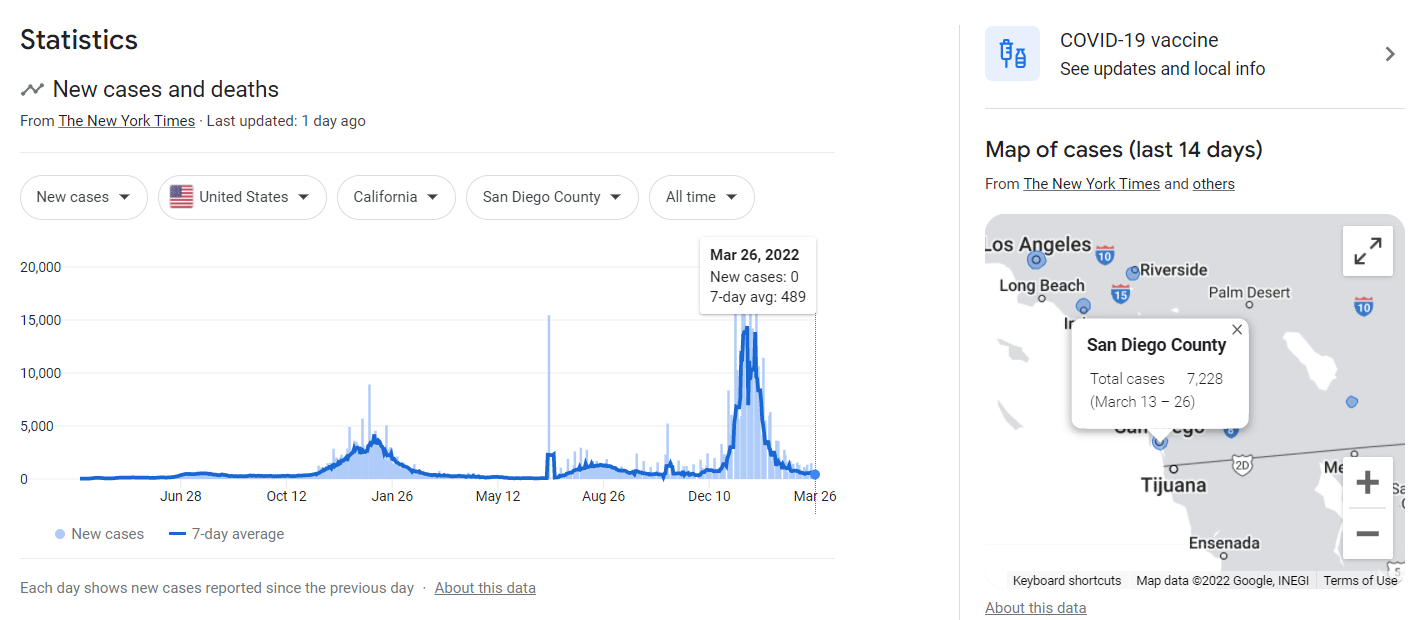 Statistics
New cases and deaths
From The New York Times · Last updated: 1 day ago
New cases United States California San Diego County All time
Mar 26, 2022
New cases: 0
7-day avg: 489
20,000
15,000
10,000
5,000
0
Jun 28 Oct 12 Jan 26 May 12 Aug 26 Dec 10 Mar 26
New cases 7-day average
Each day shows new cases reported since the previous day · About this data
COVID-19 vaccine
See updates and local info
Map of cases (last 14 days)
From The New York Times and others
Los Angeles
10
Riverside
Long Beach
15
Palm Desert
10
San Diego County
Total cases 7,228
(March 13 – 26)
8
2D
Me
Tijuana
Ensenada
Keyboard shortcuts Map data ©2022 Google, INEGI Terms of Use
About this data